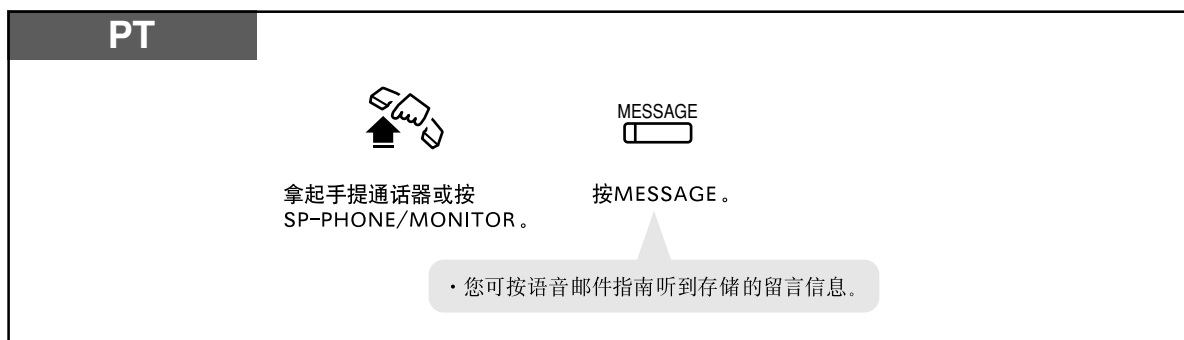 PT
MESSAGE
拿起手提通话器或按
SP-PHONE/MONITOR。
按MESSAGE。
・您可按语音邮件指南听到存储的留言信息。